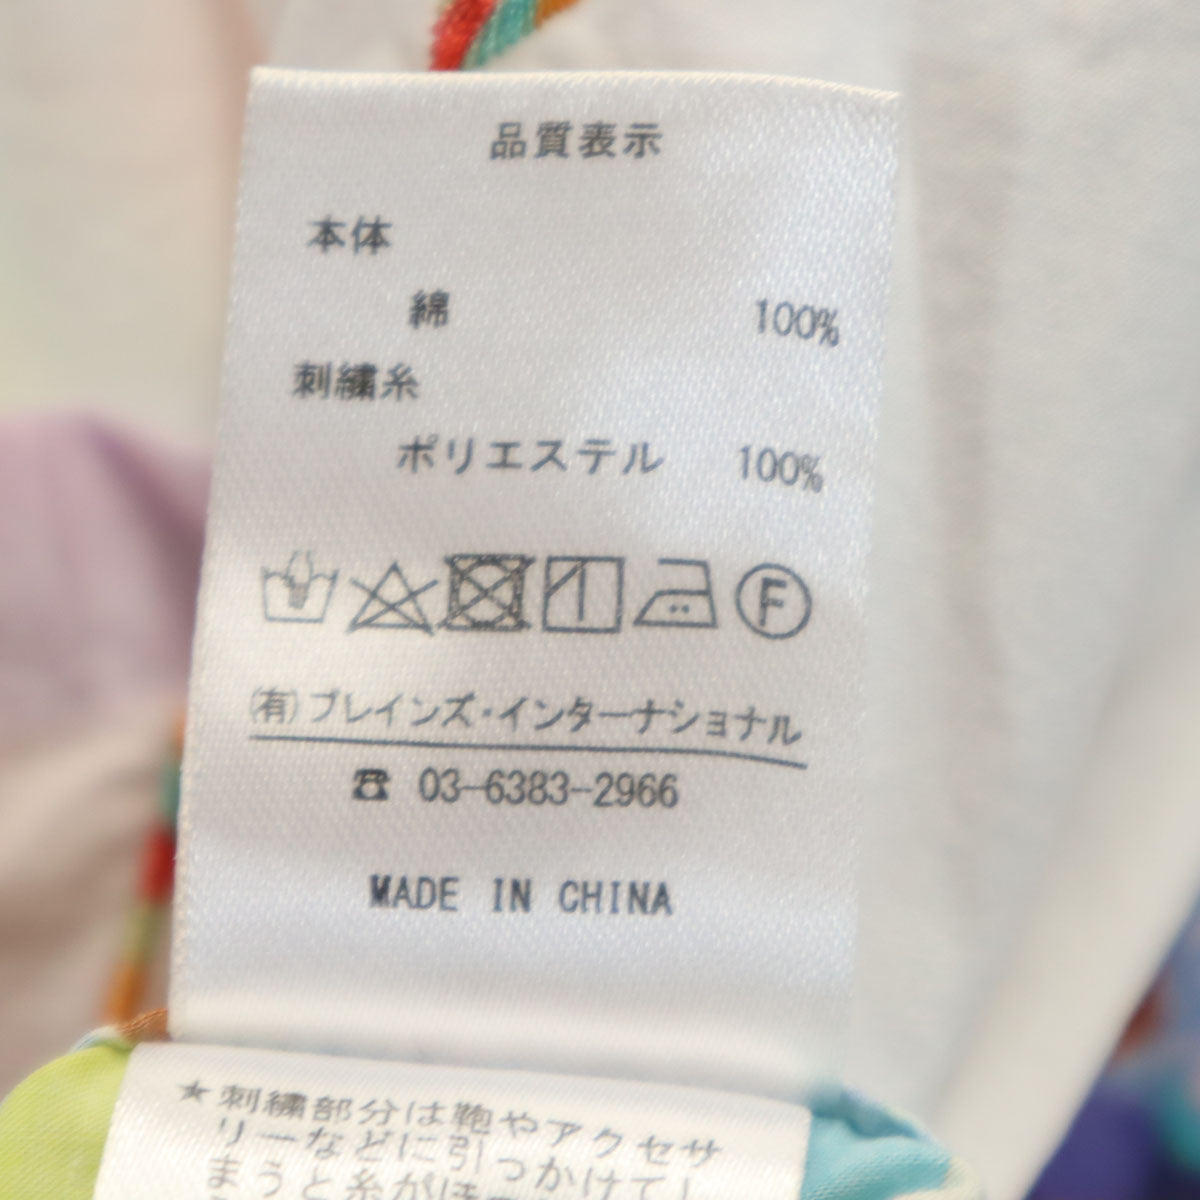 品質表示
本体
綿 100%
刺繍糸
ポリエステル 100%
F
(有)ブレインズ・インターナショナル
☎ 03-6383-2966
MADE IN CHINA
★刺繍部分は鞄やアクセサ
リーなどに引っかけてし
まうと糸がほ